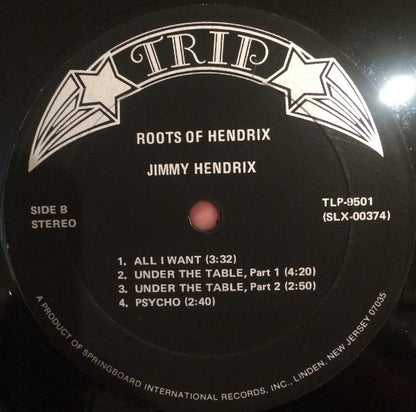 TRIP
ROOTS OF HENDRIX
JIMMY HENDRIX
SIDE B
STEREO
TLP-9501
(SLX-00374)
1. ALL I WANT (3:32)
2. UNDER THE TABLE, Part 1 (4:20)
3. UNDER THE TABLE, Part 2 (2:50)
4. PSYCHO (2:40)
A PRODUCT OF SPRINGBOARD INTERNATIONAL RECORDS, INC., LINDEN, NEW JERSEY 07035